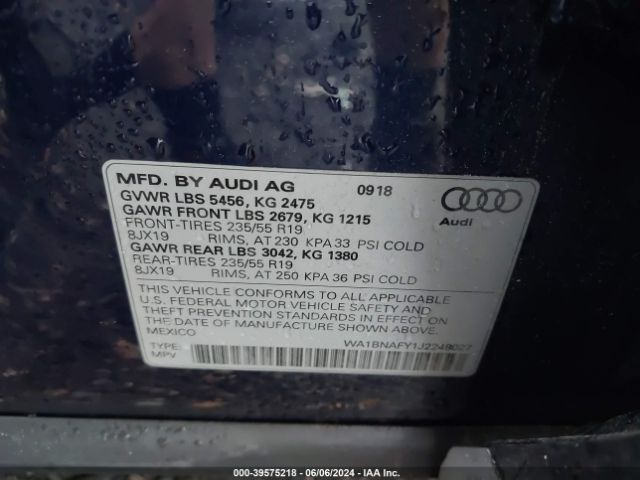 MFD. BY AUDI AG 0918
GVWR LBS 5456, KG 2475
GAWR FRONT LBS 2679, KG 1215
FRONT-TIRES 235/55 R19
8JX19 RIMS, AT 230 KPA 33 PSI COLD
GAWR REAR LBS 3042, KG 1380
REAR-TIRES 235/55 R19
8JX19 RIMS, AT 250 KPA 36 PSI COLD
Audi
THIS VEHICLE CONFORMS TO ALL APPLICABLE
U.S. FEDERAL MOTOR VEHICLE SAFETY AND
THEFT PREVENTION STANDARDS IN EFFECT ON
THE DATE OF MANUFACTURE SHOWN ABOVE.
MEXICO
TYPE: WA1BNAFY1J2248027
MPV
000-39575218 - 06/06/2024 - IAA Inc.